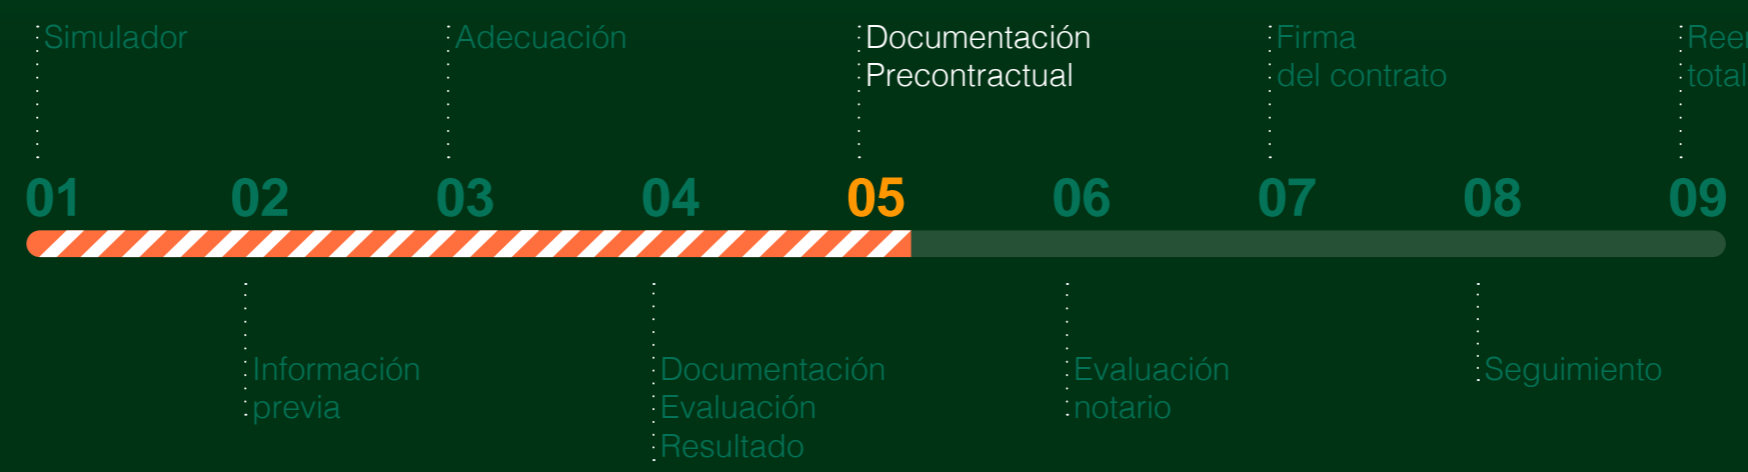 Simulador
Adecuación
Documentación
Precontractual
Firma
del contrato
total
01 02 03 04 05 06 07 08 09
Información
previa
Documentación
Evaluación
Resultado
Evaluación
notario
Seguimiento